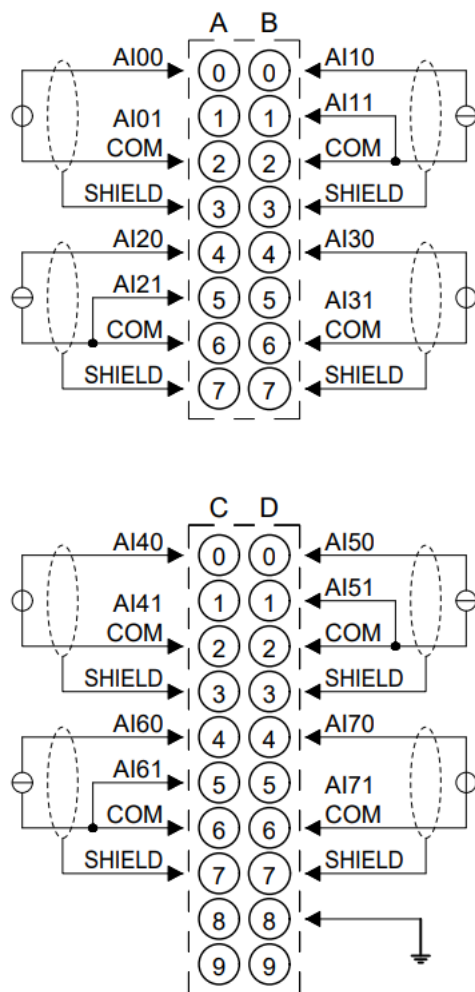 A B
AI00 0 0 AI10
AI01 1 1 AI11
COM 2 2 COM
SHIELD 3 3 SHIELD
AI20 4 4 AI30
AI21 5 5 AI31
COM 6 6 COM
SHIELD 7 7 SHIELD
C D
AI40 0 0 AI50
AI41 1 1 AI51
COM 2 2 COM
SHIELD 3 3 SHIELD
AI60 4 4 AI70
AI61 5 5 AI71
COM 6 6 COM
SHIELD 7 7 SHIELD
8 8
9 9